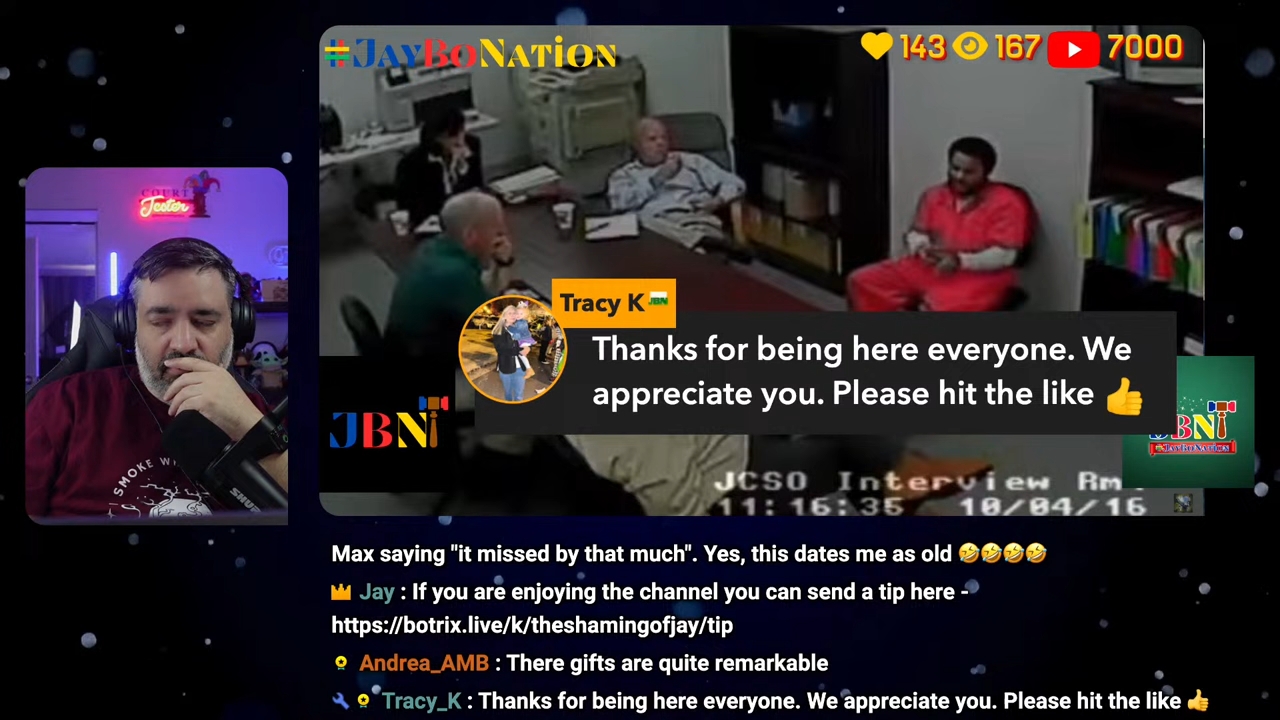 #JayBoNation
143
167
7000
COURT
Jester
Tracy K
Thanks for being here everyone. We
appreciate you. Please hit the like 👍
JBN
JBN
#JAYBONATION
JCSO Interview Rm
11:16:35 10/04/16
SHURE
Max saying "it missed by that much". Yes, this dates me as old 🤣🤣🤣🤣
Jay : If you are enjoying the channel you can send a tip here -
https://botrix.live/k/theshamingofjay/tip
Andrea_AMB : There gifts are quite remarkable
Tracy_K : Thanks for being here everyone. We appreciate you. Please hit the like 👍